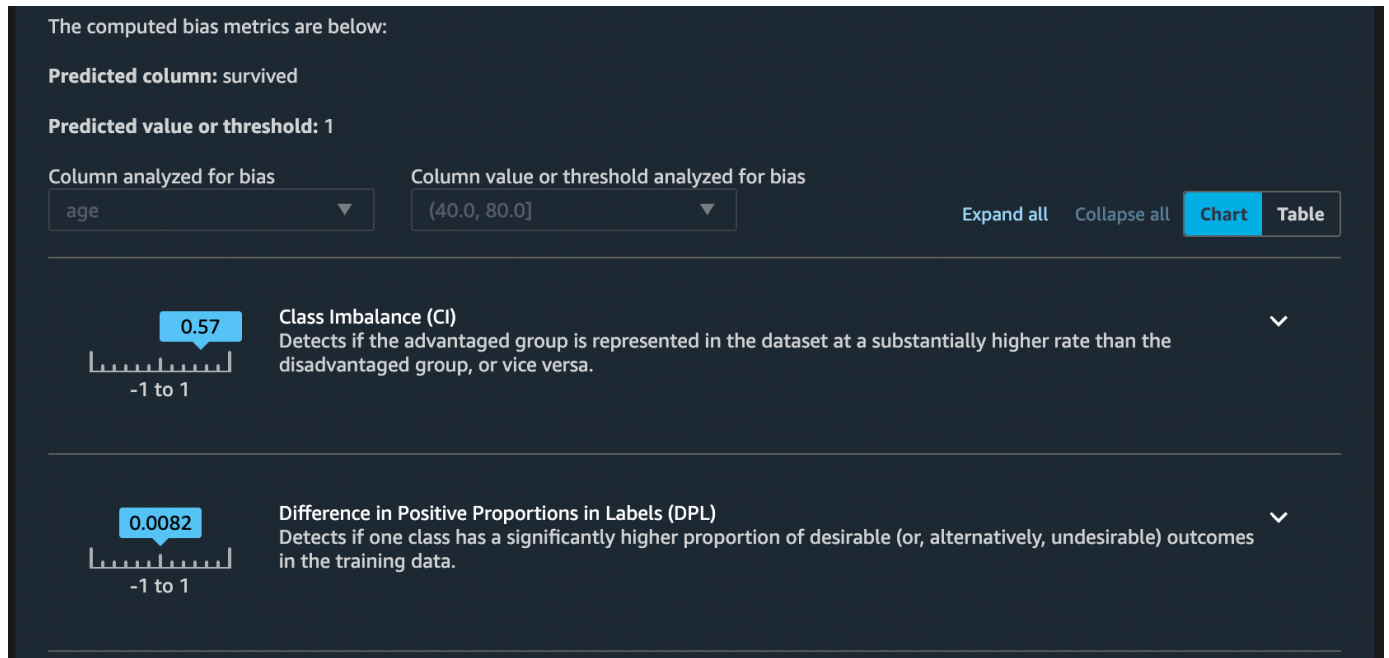 The computed bias metrics are below:
Predicted column: survived
Predicted value or threshold: 1
Column analyzed for bias
Column value or threshold analyzed for bias
age
(40.0, 80.0]
Expand all
Collapse all
Chart
Table
0.57
-1 to 1
Class Imbalance (CI)
Detects if the advantaged group is represented in the dataset at a substantially higher rate than the
disadvantaged group, or vice versa.
0.0082
-1 to 1
Difference in Positive Proportions in Labels (DPL)
Detects if one class has a significantly higher proportion of desirable (or, alternatively, undesirable) outcomes
in the training data.